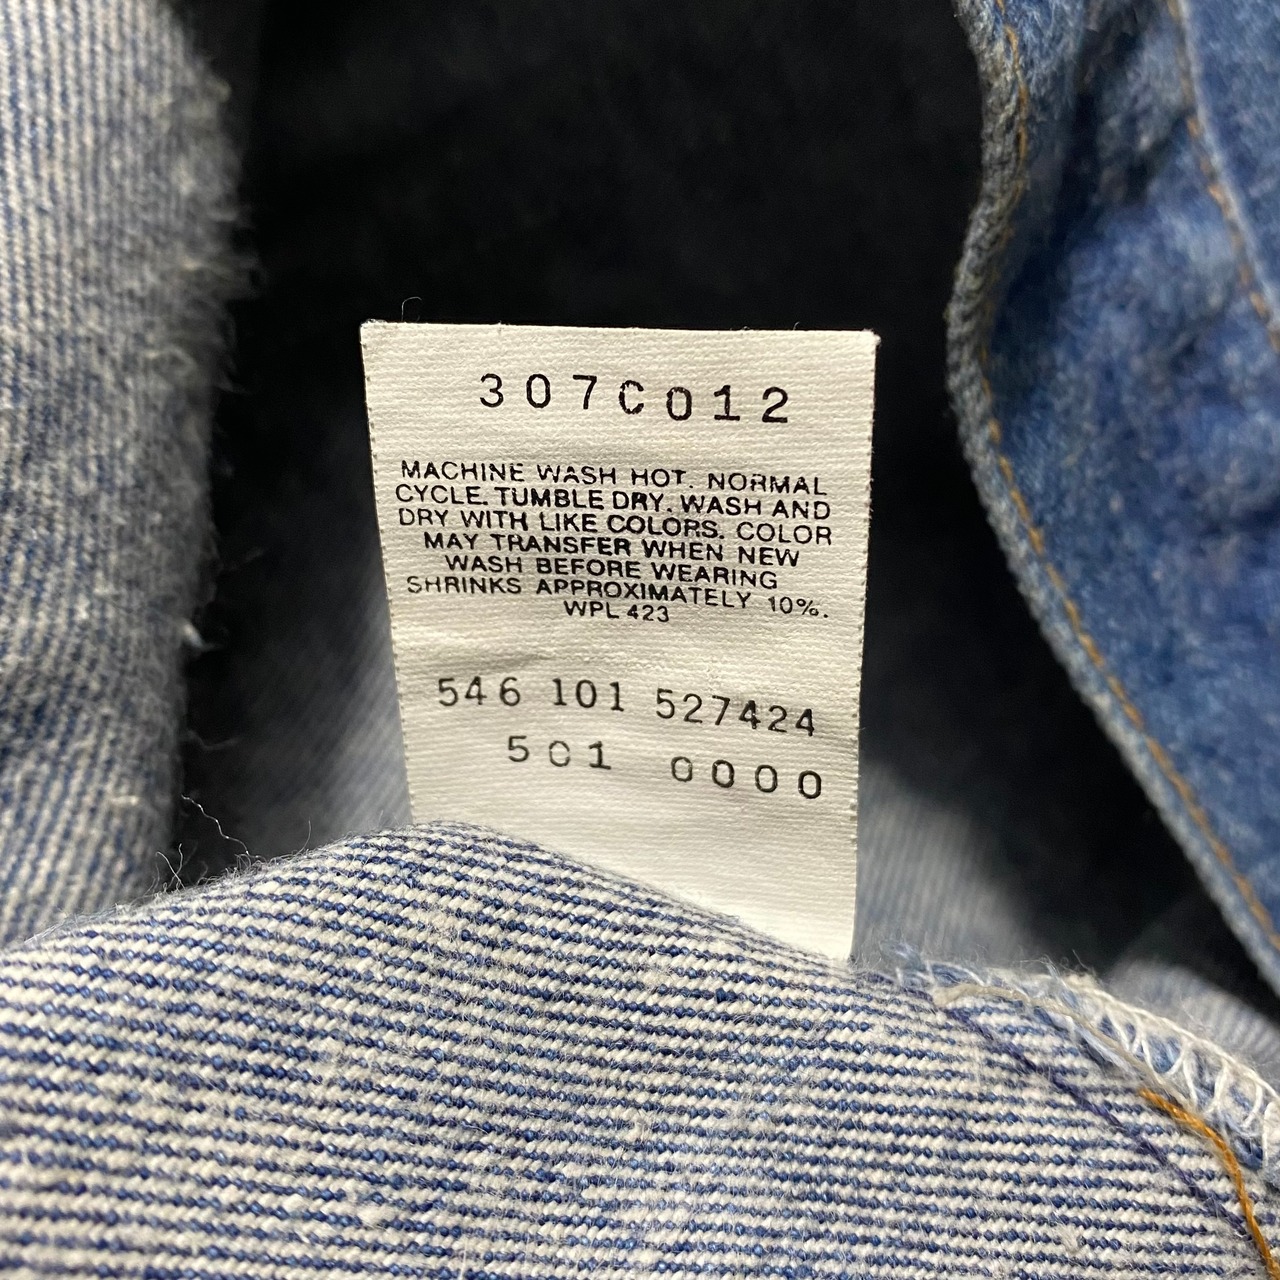 307C012
MACHINE WASH HOT. NORMAL
CYCLE. TUMBLE DRY. WASH AND
DRY WITH LIKE COLORS. COLOR
MAY TRANSFER WHEN NEW
WASH BEFORE WEARING
SHRINKS APPROXIMATELY 10%.
WPL 423
546 101 527424
501 0000